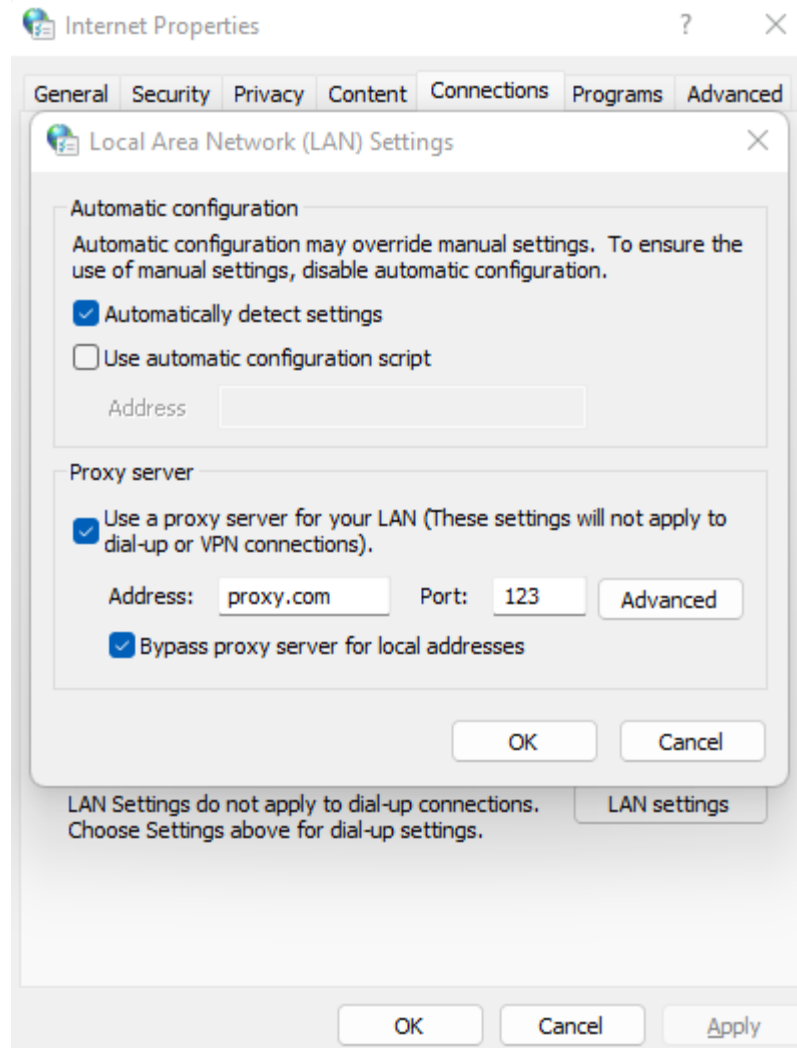 Internet Properties
?
General Security Privacy Content Connections Programs Advanced
Local Area Network (LAN) Settings
Automatic configuration
Automatic configuration may override manual settings. To ensure the
use of manual settings, disable automatic configuration.
Automatically detect settings
Use automatic configuration script
Address
Proxy server
Use a proxy server for your LAN (These settings will not apply to
dial-up or VPN connections).
Address: proxy.com Port: 123 Advanced
Bypass proxy server for local addresses
OK Cancel
LAN Settings do not apply to dial-up connections. LAN settings
Choose Settings above for dial-up settings.
OK Cancel Apply